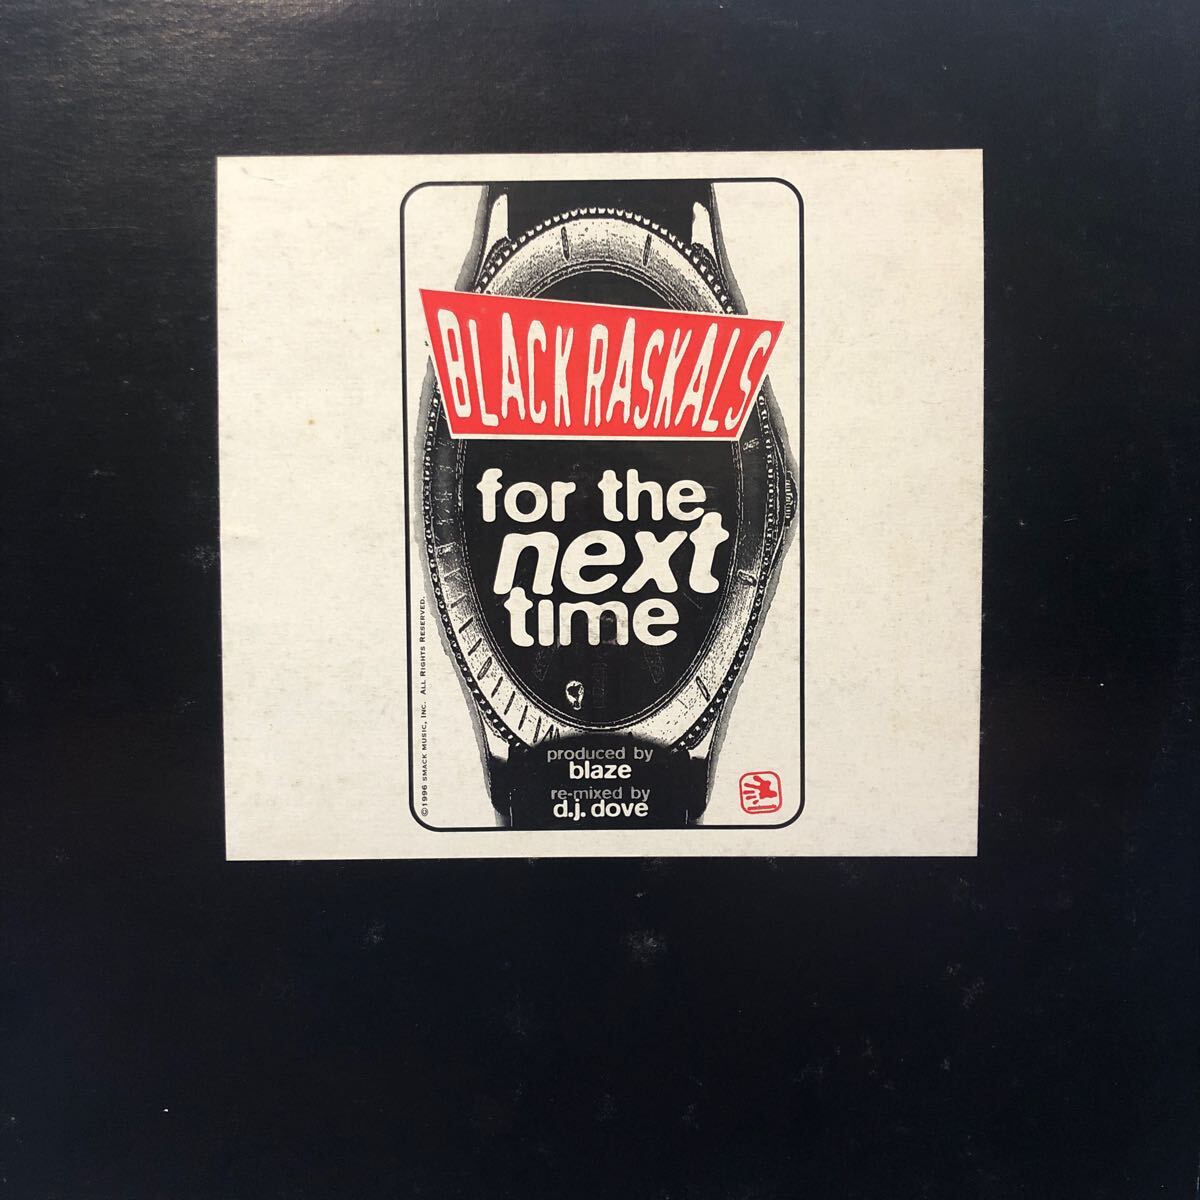 BLACK RASKALS
for the
next
time
produced by
blaze
re-mixed by
d.j. dove
©1996 SMACK MUSIC, INC. ALL RIGHTS RESERVED.